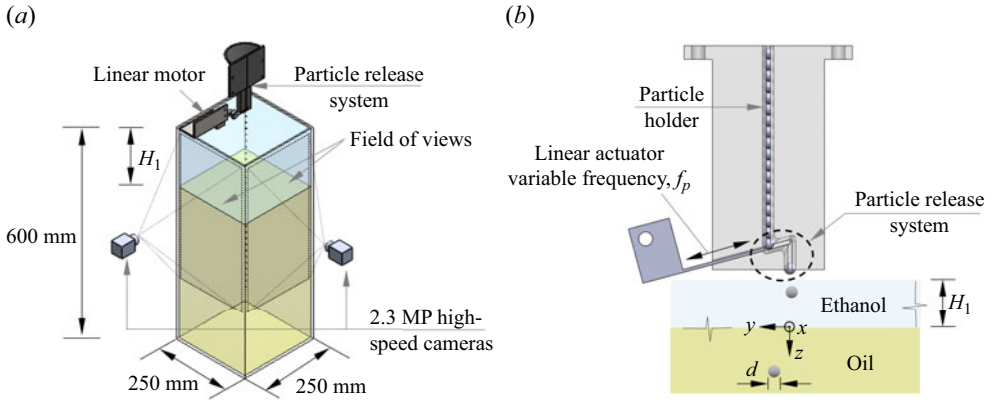 (a)
Linear motor
Particle release
system
Field of views
H1
600 mm
2.3 MP high-
speed cameras
250 mm
250 mm
(b)
Particle
holder
Linear actuator
variable frequency, fp
Particle release
system
Ethanol
H1
y
x
z
Oil
d